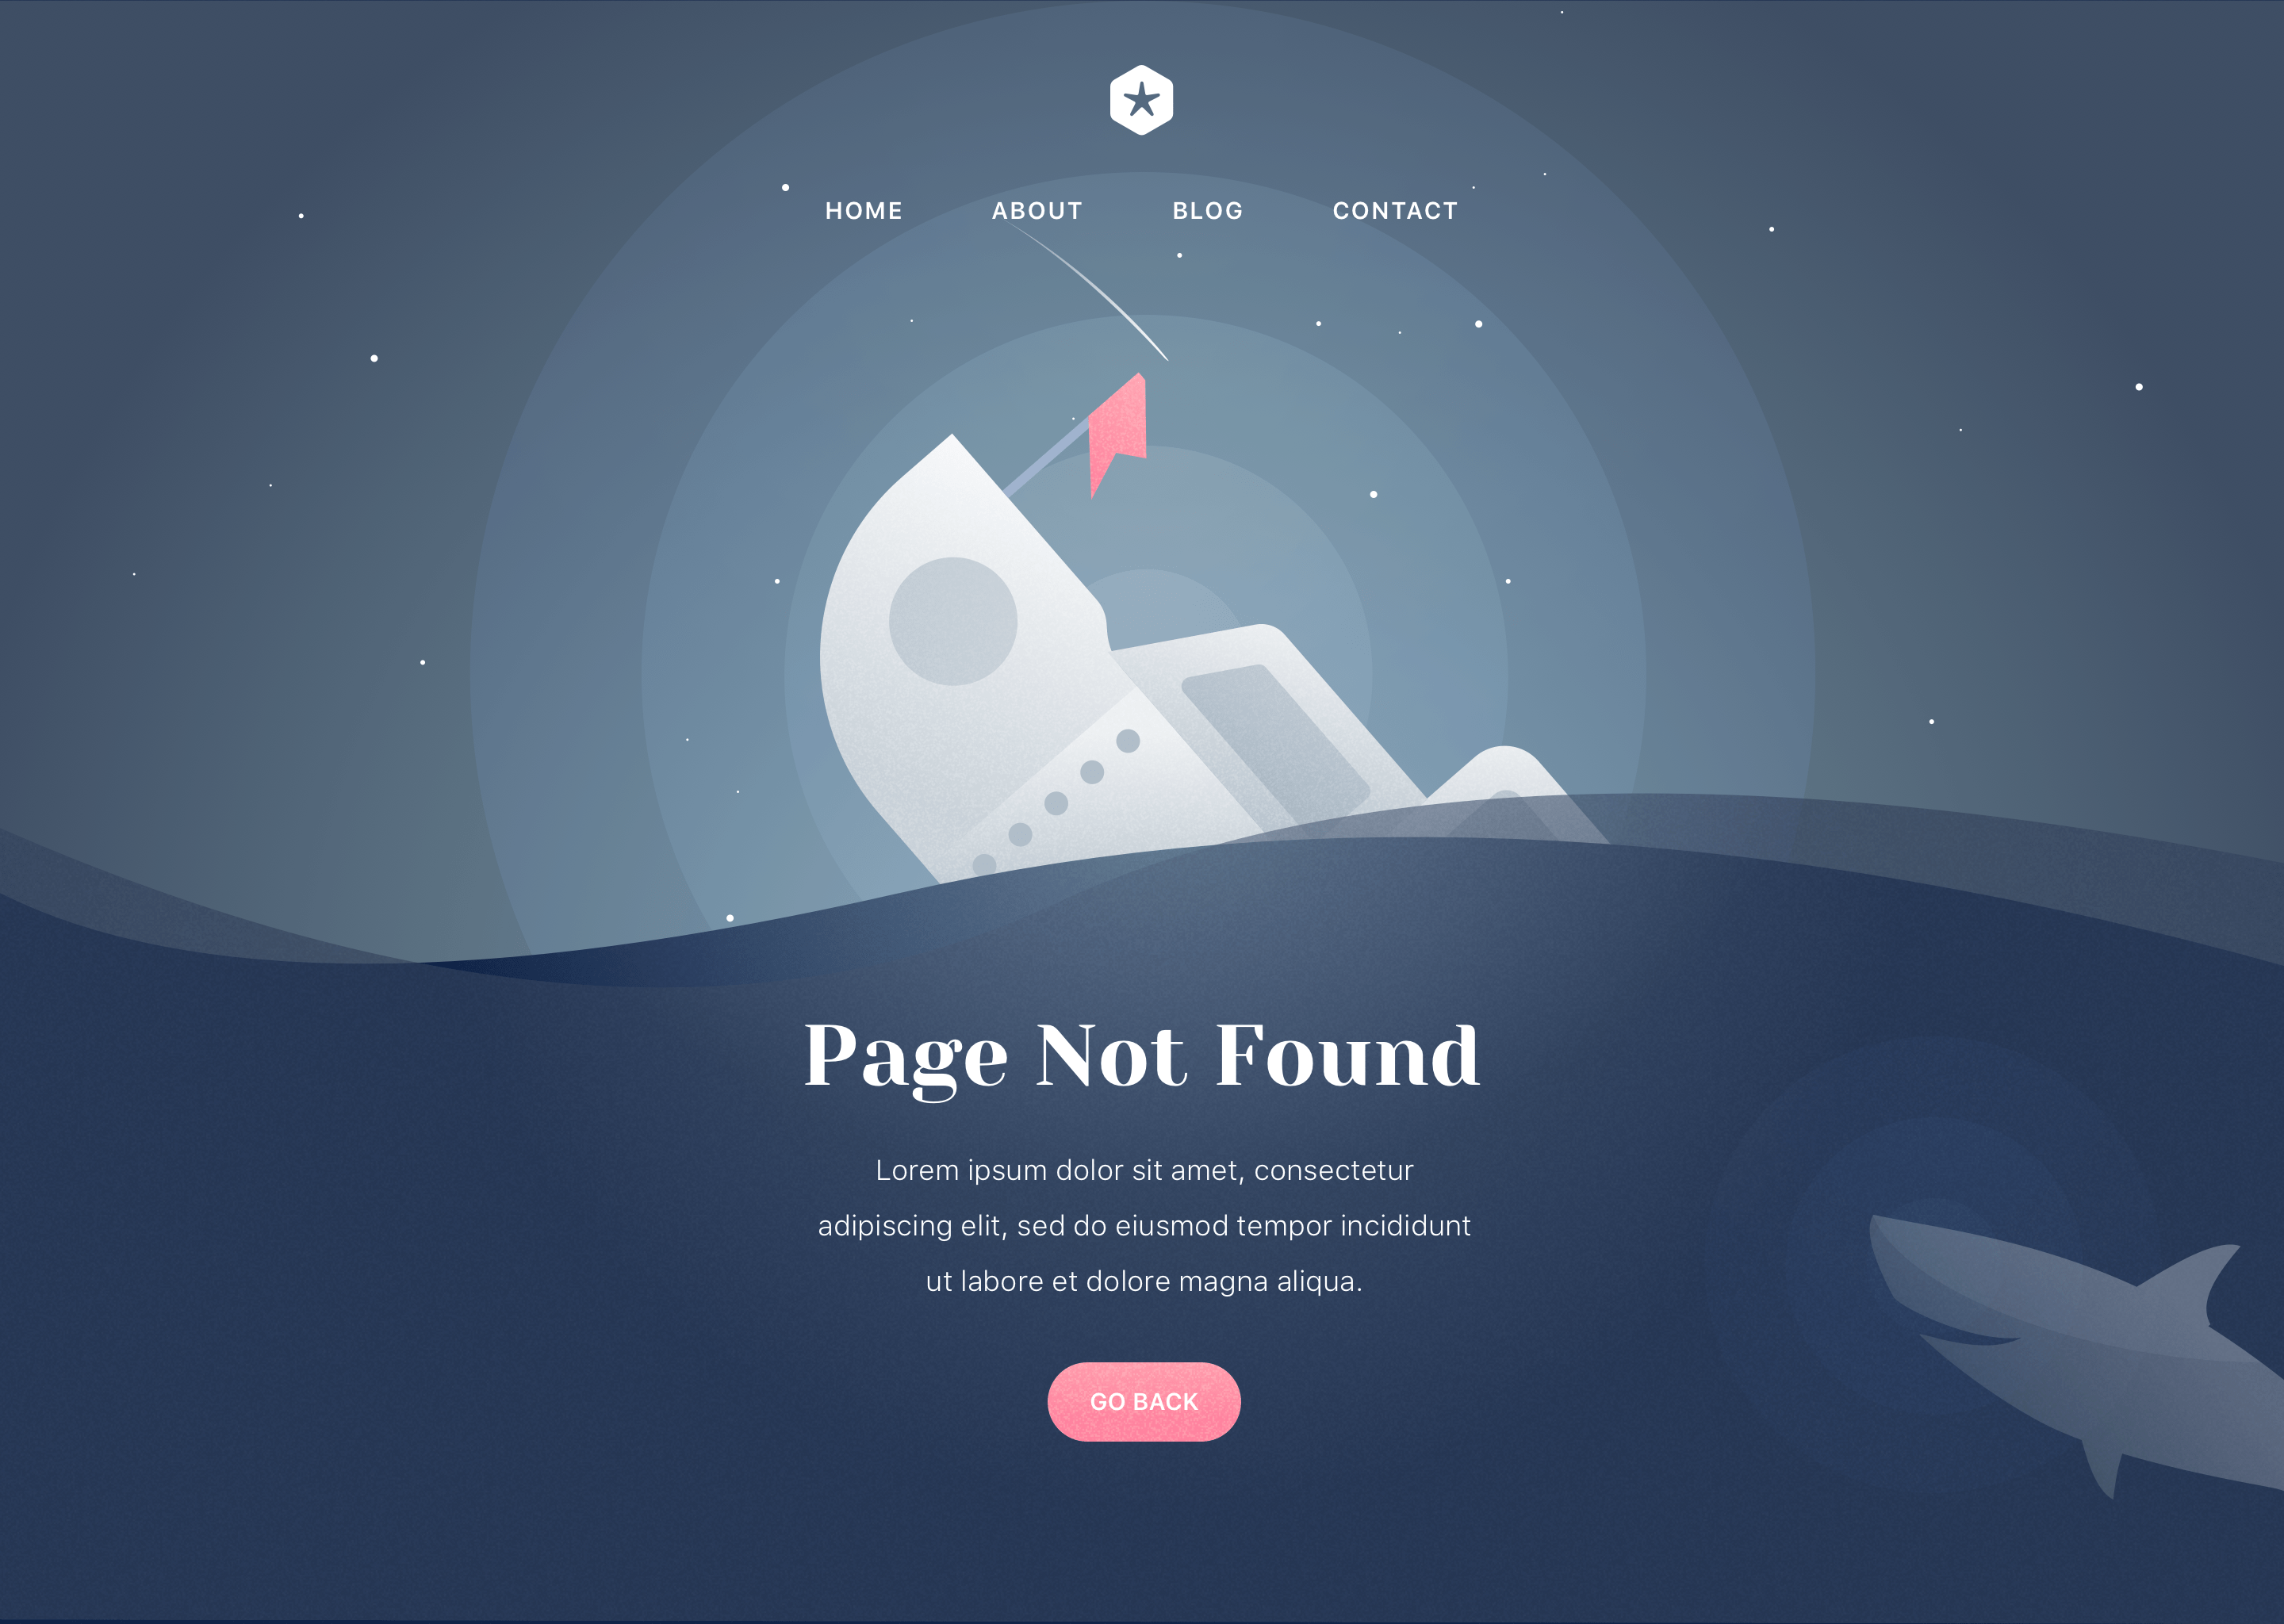 HOME ABOUT BLOG CONTACT
Page Not Found
Lorem ipsum dolor sit amet, consectetur
adipiscing elit, sed do eiusmod tempor incididunt
ut labore et dolore magna aliqua.
GO BACK